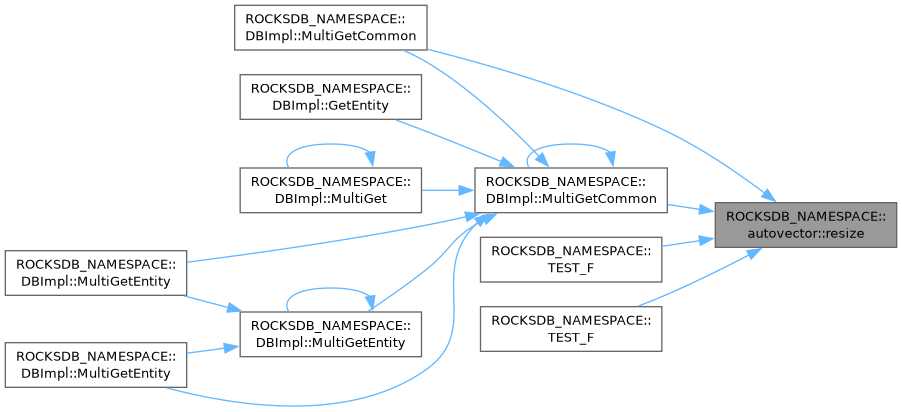 ROCKSDB_NAMESPACE::
DBImpl::MultiGetCommon
ROCKSDB_NAMESPACE::
DBImpl::GetEntity
ROCKSDB_NAMESPACE::
DBImpl::MultiGet
ROCKSDB_NAMESPACE::
DBImpl::MultiGetCommon
ROCKSDB_NAMESPACE::
autovector::resize
ROCKSDB_NAMESPACE::
TEST_F
ROCKSDB_NAMESPACE::
DBImpl::MultiGetEntity
ROCKSDB_NAMESPACE::
DBImpl::MultiGetEntity
ROCKSDB_NAMESPACE::
TEST_F
ROCKSDB_NAMESPACE::
DBImpl::MultiGetEntity